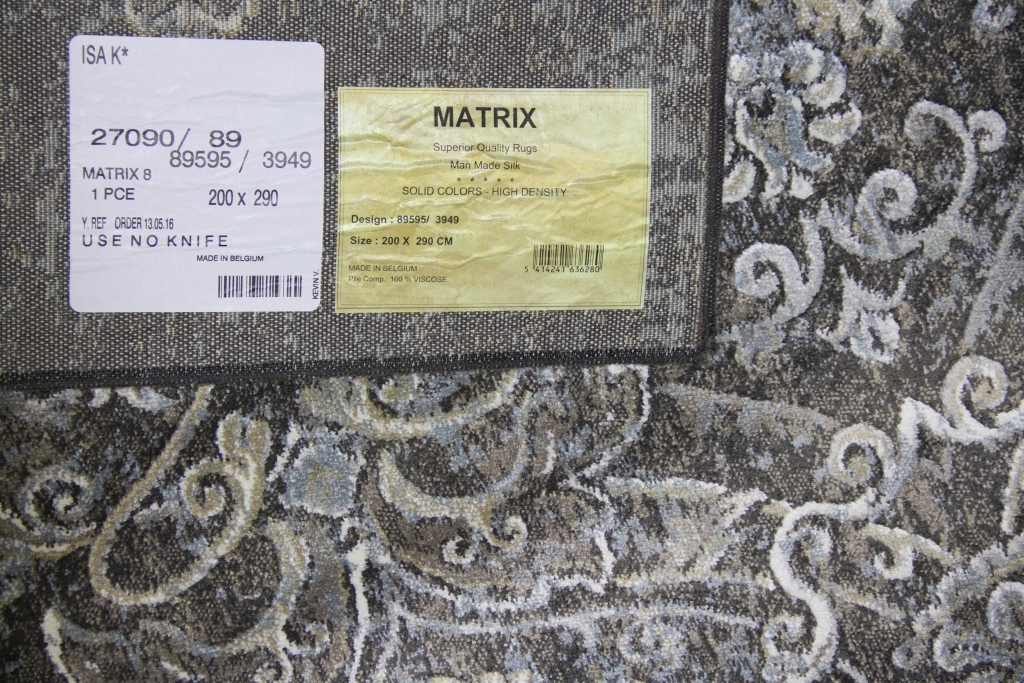 ISA K*
27090/ 89
89595 / 3949
MATRIX 8
1 PCE 200 x 290
Y. REF ORDER 13.05.16
USE NO KNIFE
MADE IN BELGIUM
KEVIN V.
MATRIX
Superior Quality Rugs
Man Made Silk
* * * * *
SOLID COLORS - HIGH DENSITY
Design : 89595/ 3949
Size : 200 X 290 CM
MADE IN BELGIUM
Pile Comp.: 100 % VISCOSE
5 414241 636280